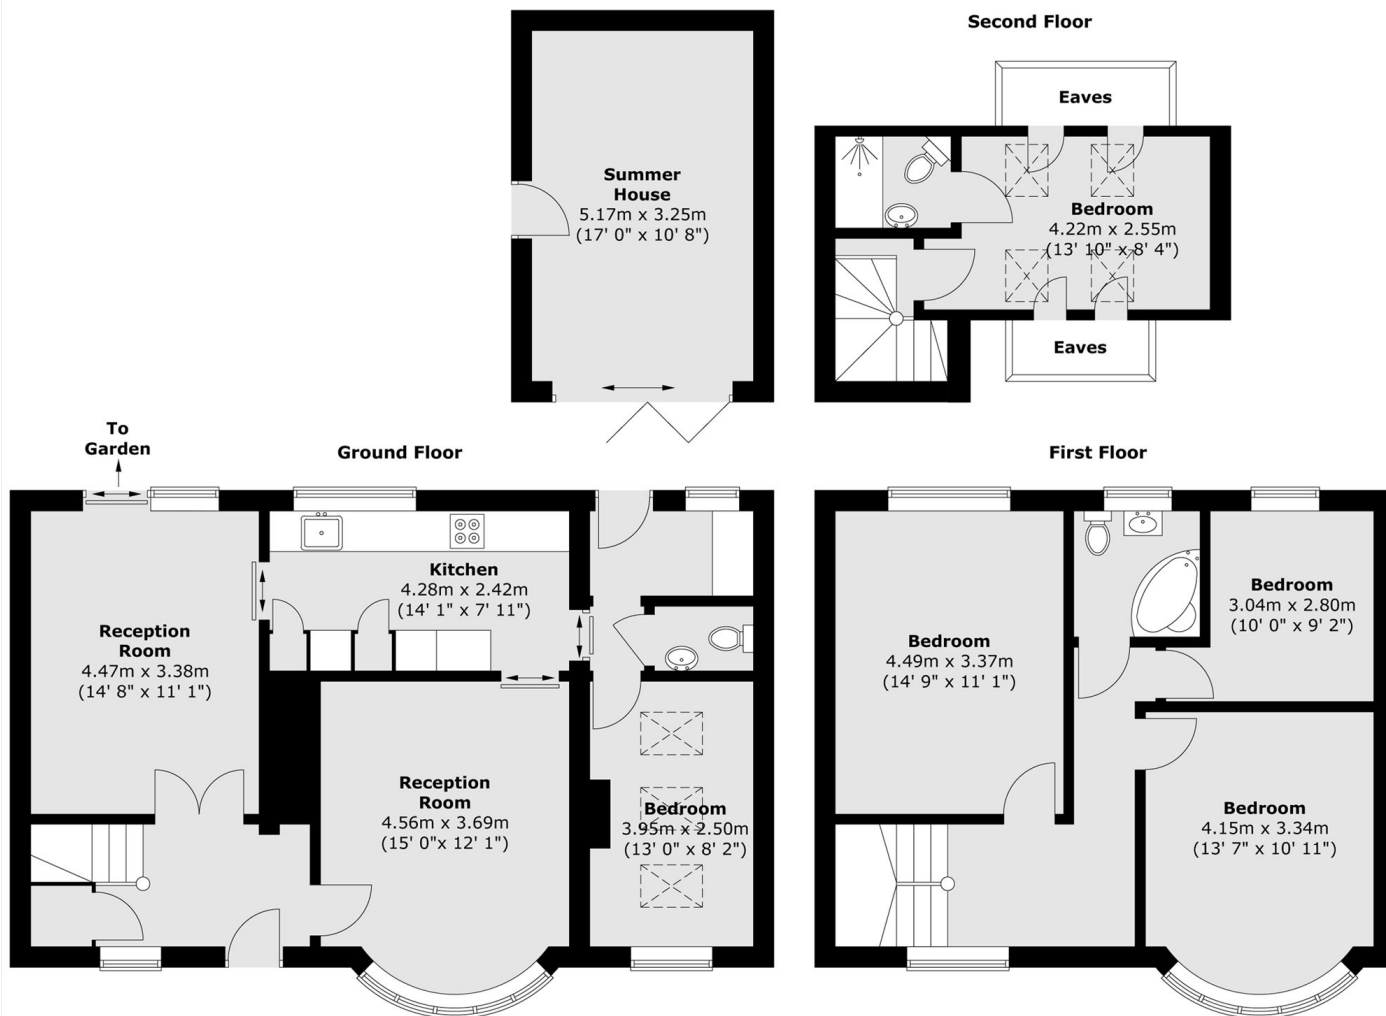 Second Floor
Eaves
Summer
House
5.17m x 3.25m
(17' 0" x 10' 8")
Bedroom
4.22m x 2.55m
(13' 10" x 8' 4")
Eaves
To
Garden
Ground Floor
First Floor
Reception
Room
4.47m x 3.38m
(14' 8" x 11' 1")
Kitchen
4.28m x 2.42m
(14' 1" x 7' 11")
Reception
Room
4.56m x 3.69m
(15' 0"x 12' 1")
Bedroom
3.95m x 2.50m
(13' 0" x 8' 2")
Bedroom
4.49m x 3.37m
(14' 9" x 11' 1")
Bedroom
3.04m x 2.80m
(10' 0" x 9' 2")
Bedroom
4.15m x 3.34m
(13' 7" x 10' 11")